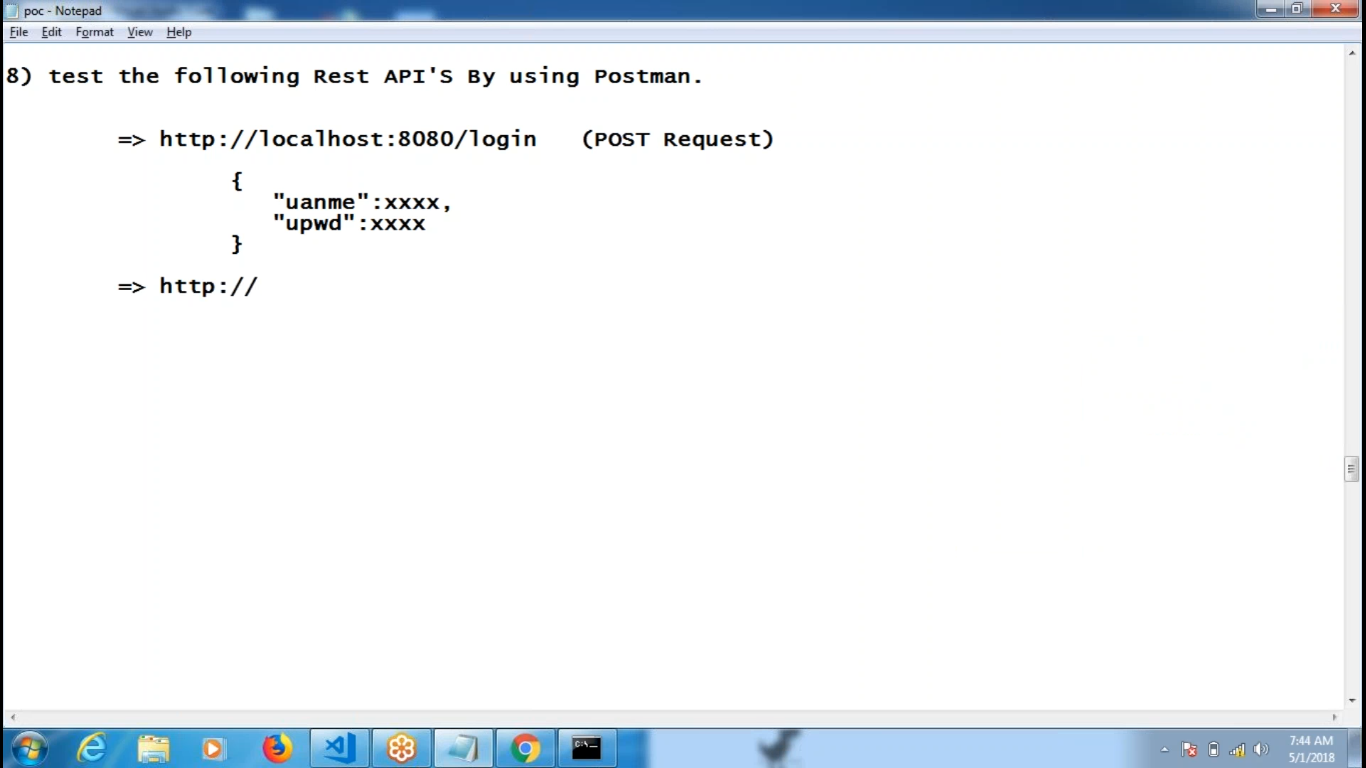 poc - Notepad
File Edit Format View Help
8) test the following Rest API'S By using Postman.
=> http://localhost:8080/login (POST Request)
{
"uanme":xxxx,
"upwd":xxxx
}
=> http://
7:44 AM
5/1/2018